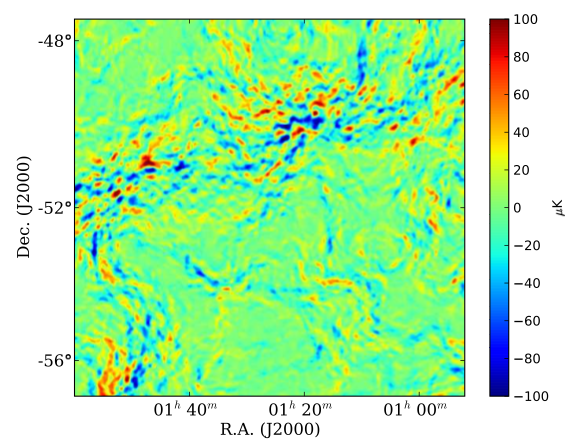 -48°
-52°
-56°
Dec. (J2000)
01ʰ 40ᵐ
01ʰ 20ᵐ
01ʰ 00ᵐ
R.A. (J2000)
100
80
60
40
20
0
−20
−40
−60
−80
−100
μK